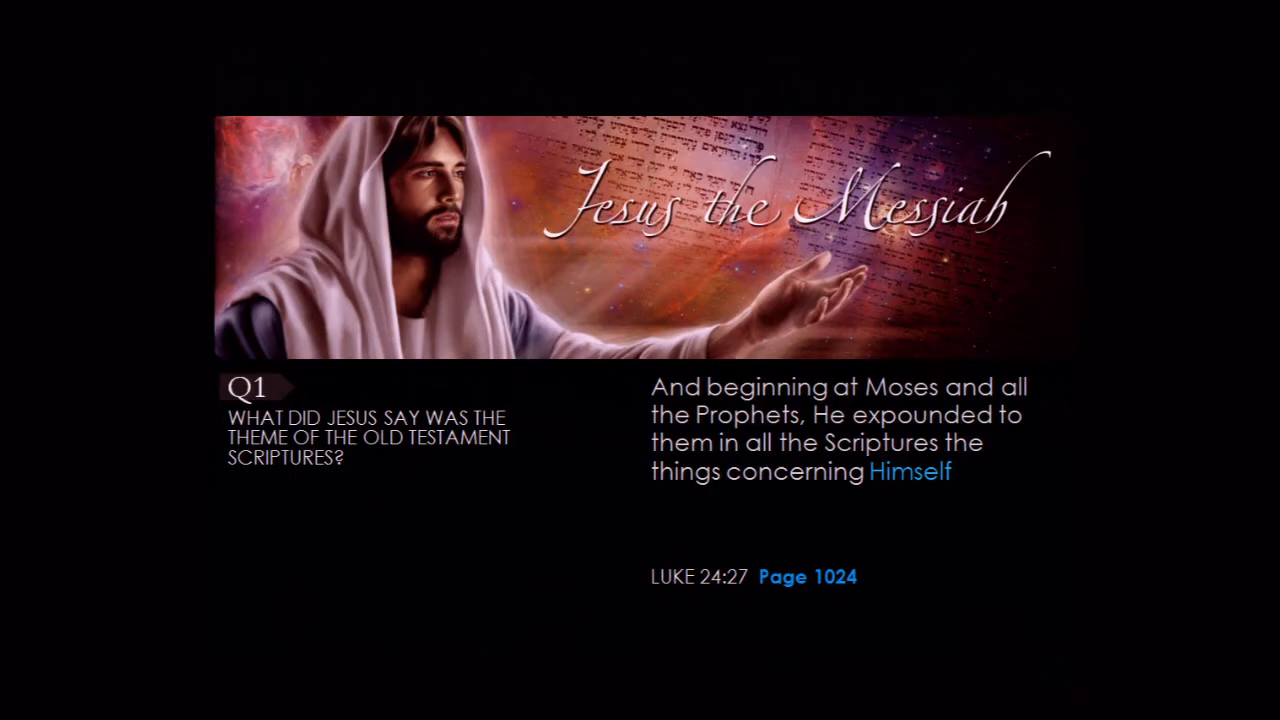 Jesus the Messiah
Q1
WHAT DID JESUS SAY WAS THE
THEME OF THE OLD TESTAMENT
SCRIPTURES?
And beginning at Moses and all
the Prophets, He expounded to
them in all the Scriptures the
things concerning Himself
LUKE 24:27 Page 1024